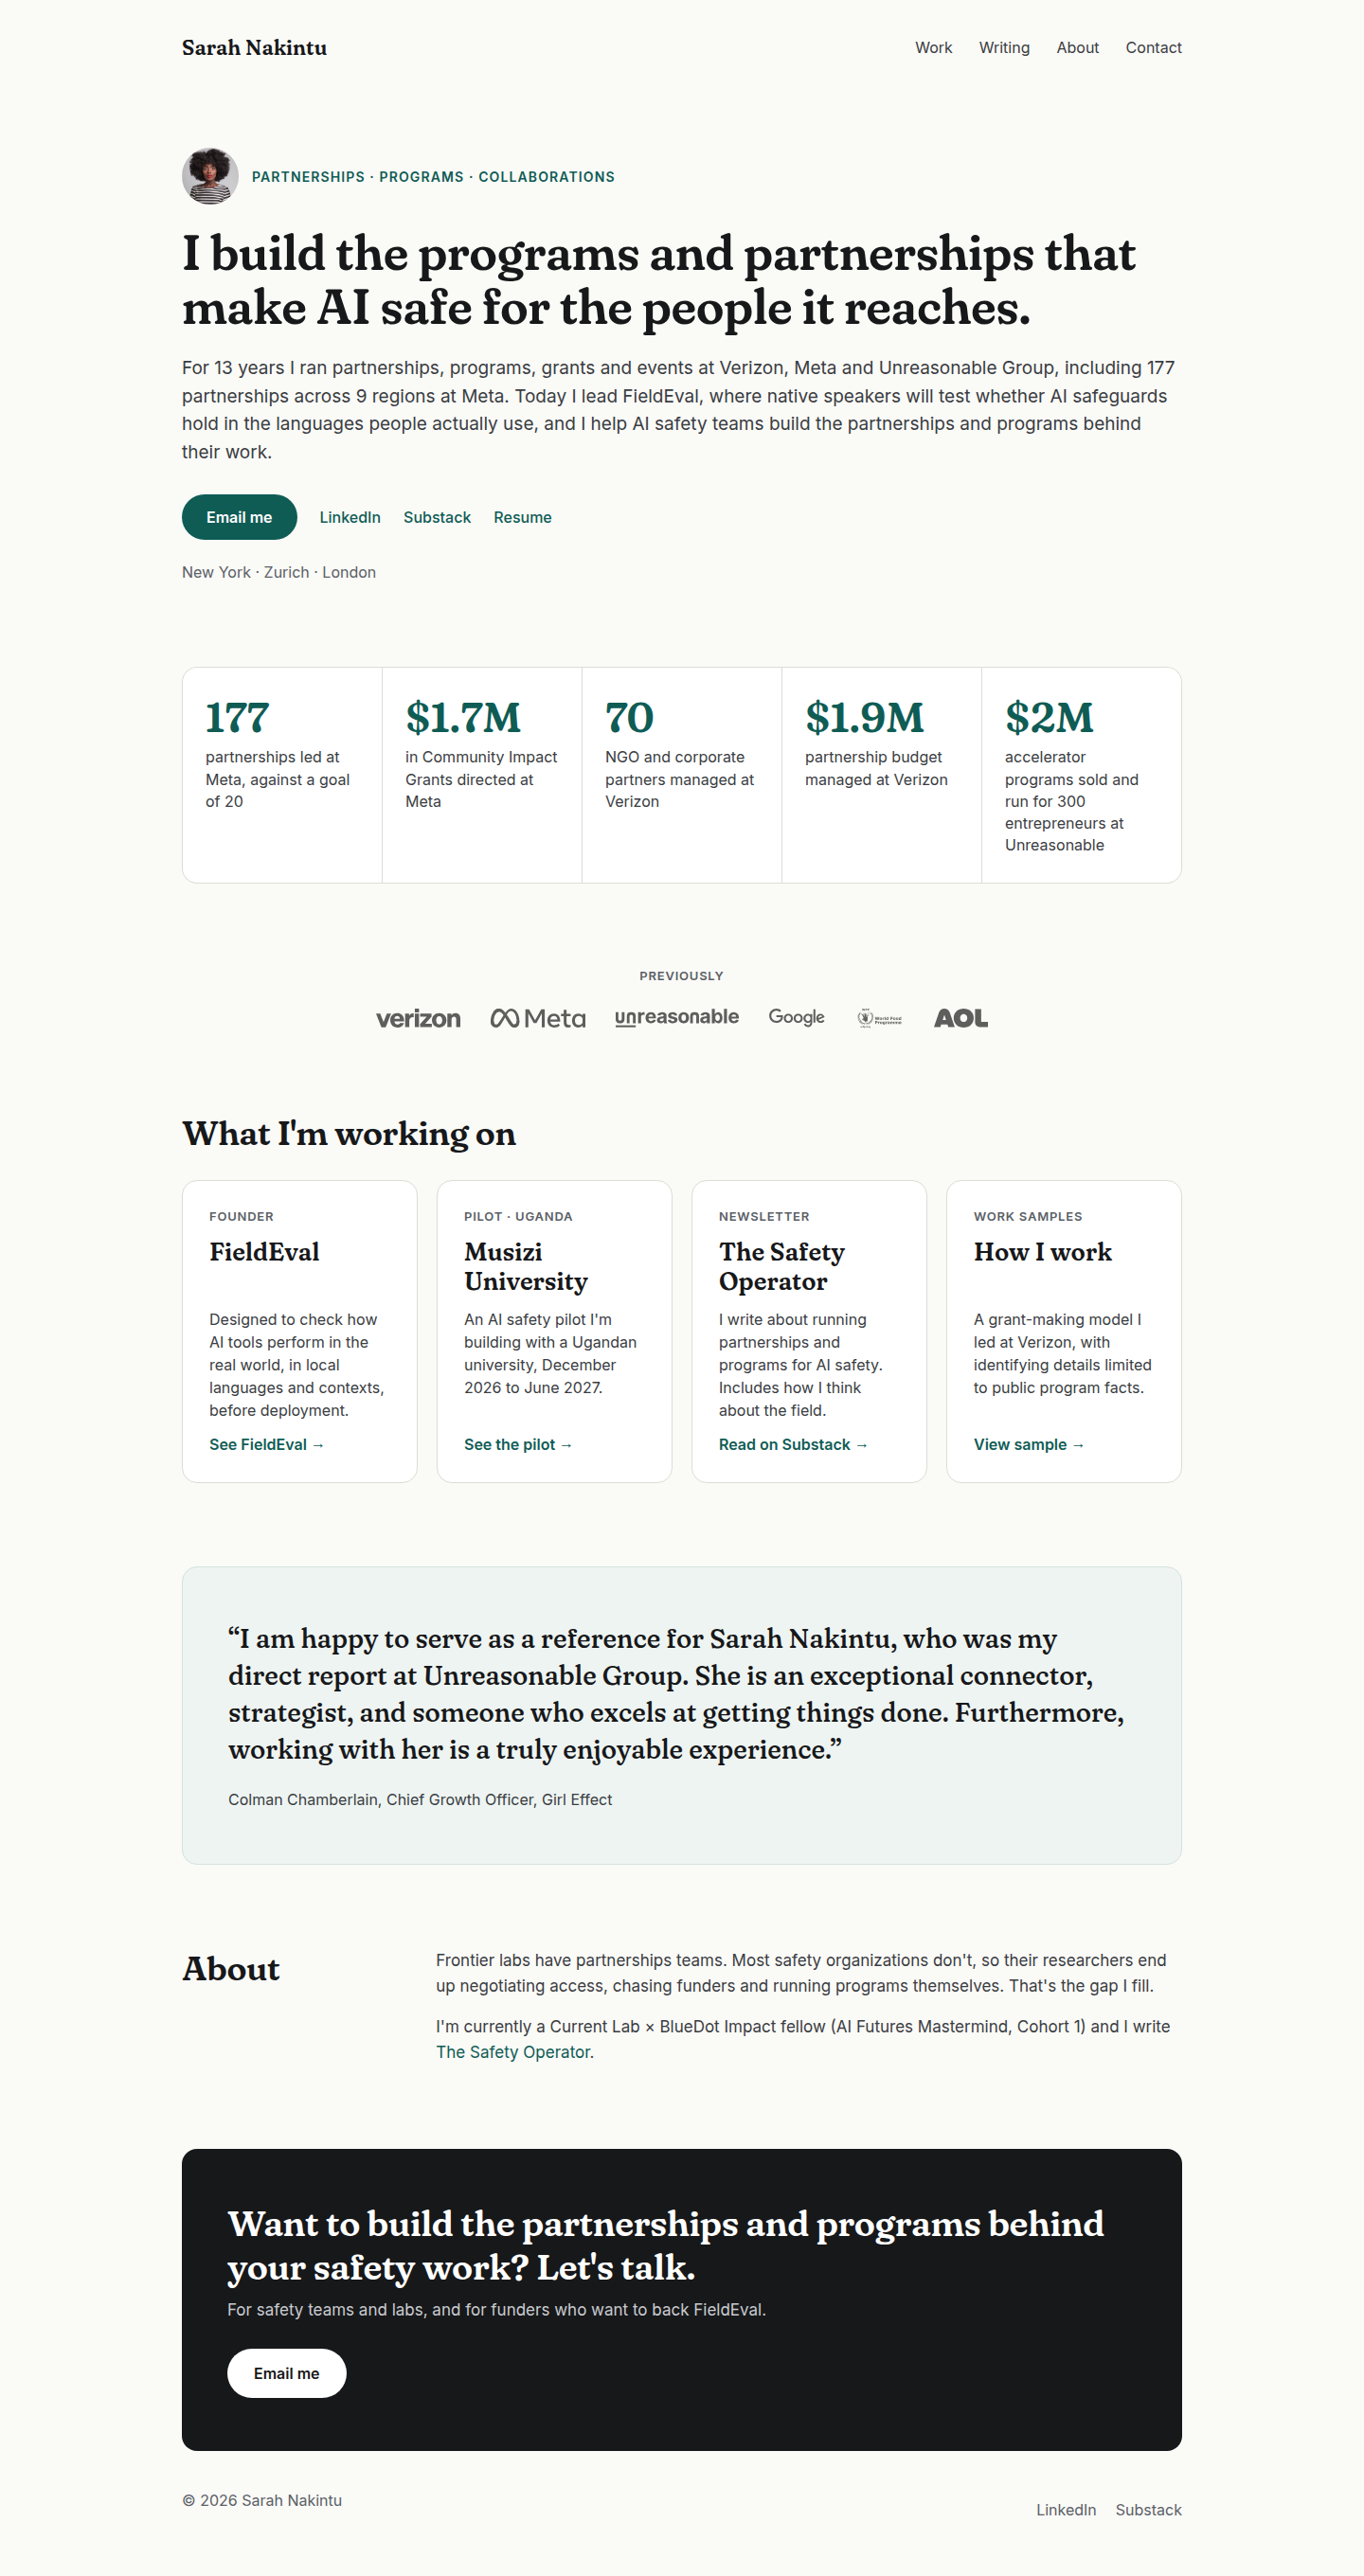 Sarah Nakintu
Work Writing About Contact
PARTNERSHIPS · PROGRAMS · COLLABORATIONS
I build the programs and partnerships that
make AI safe for the people it reaches.
For 13 years I ran partnerships, programs, grants and events at Verizon, Meta and Unreasonable Group, including 177
partnerships across 9 regions at Meta. Today I lead FieldEval, where native speakers will test whether AI safeguards
hold in the languages people actually use, and I help AI safety teams build the partnerships and programs behind
their work.
Email me LinkedIn Substack Resume
New York · Zurich · London
177
partnerships led at
Meta, against a goal
of 20
$1.7M
in Community Impact
Grants directed at
Meta
70
NGO and corporate
partners managed at
Verizon
$1.9M
partnership budget
managed at Verizon
$2M
accelerator
programs sold and
run for 300
entrepreneurs at
Unreasonable
PREVIOUSLY
verizon Meta unreasonable Google World Food Programme AOL
What I'm working on
FOUNDER
FieldEval
Designed to check how
AI tools perform in the
real world, in local
languages and contexts,
before deployment.
See FieldEval →
PILOT · UGANDA
Musizi
University
An AI safety pilot I'm
building with a Ugandan
university, December
2026 to June 2027.
See the pilot →
NEWSLETTER
The Safety
Operator
I write about running
partnerships and
programs for AI safety.
Includes how I think
about the field.
Read on Substack →
WORK SAMPLES
How I work
A grant-making model I
led at Verizon, with
identifying details limited
to public program facts.
View sample →
“I am happy to serve as a reference for Sarah Nakintu, who was my
direct report at Unreasonable Group. She is an exceptional connector,
strategist, and someone who excels at getting things done. Furthermore,
working with her is a truly enjoyable experience.”
Colman Chamberlain, Chief Growth Officer, Girl Effect
About
Frontier labs have partnerships teams. Most safety organizations don't, so their researchers end
up negotiating access, chasing funders and running programs themselves. That's the gap I fill.
I'm currently a Current Lab × BlueDot Impact fellow (AI Futures Mastermind, Cohort 1) and I write
The Safety Operator.
Want to build the partnerships and programs behind
your safety work? Let's talk.
For safety teams and labs, and for funders who want to back FieldEval.
Email me
© 2026 Sarah Nakintu
LinkedIn Substack